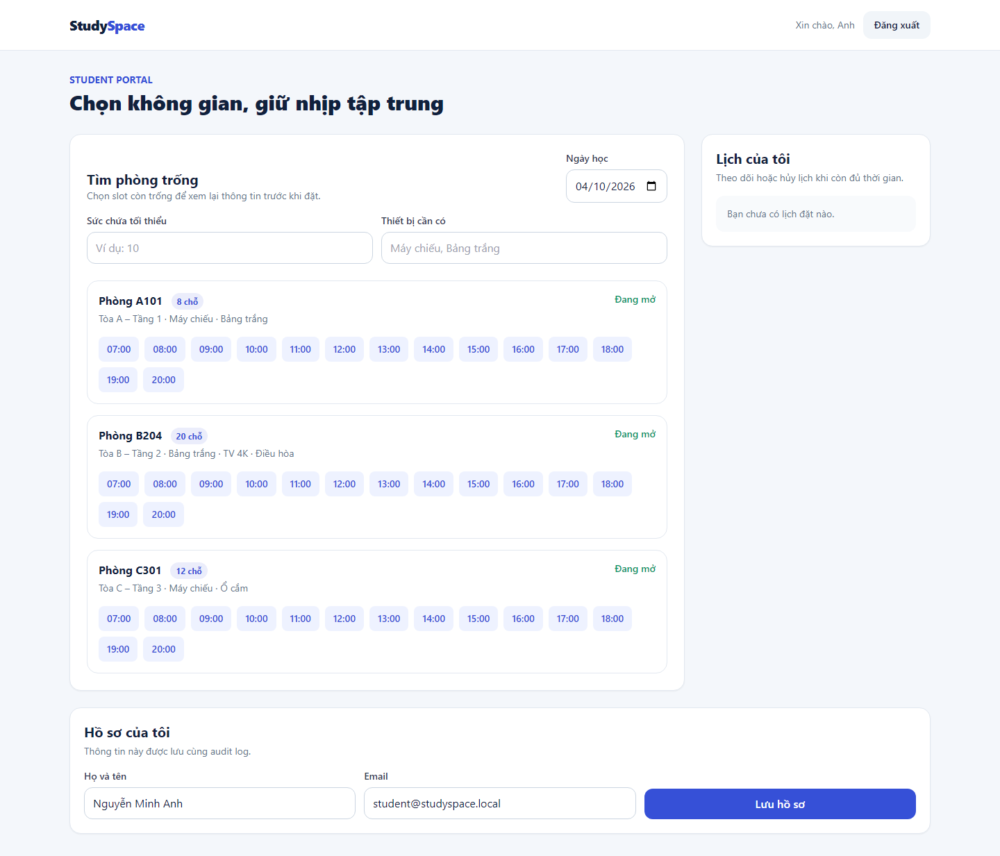 StudySpace
Xin chào, Anh
Đăng xuất
STUDENT PORTAL
Chọn không gian, giữ nhịp tập trung
Tìm phòng trống
Chọn slot còn trống để xem lại thông tin trước khi đặt.
Ngày học
04/10/2026
Sức chứa tối thiểu
Ví dụ: 10
Thiết bị cần có
Máy chiếu, Bảng trắng
Phòng A101 8 chỗ
Đang mở
Tòa A – Tầng 1 · Máy chiếu · Bảng trắng
07:00 08:00 09:00 10:00 11:00 12:00 13:00 14:00 15:00 16:00 17:00 18:00
19:00 20:00
Phòng B204 20 chỗ
Đang mở
Tòa B – Tầng 2 · Bảng trắng · TV 4K · Điều hòa
07:00 08:00 09:00 10:00 11:00 12:00 13:00 14:00 15:00 16:00 17:00 18:00
19:00 20:00
Phòng C301 12 chỗ
Đang mở
Tòa C – Tầng 3 · Máy chiếu · Ổ cắm
07:00 08:00 09:00 10:00 11:00 12:00 13:00 14:00 15:00 16:00 17:00 18:00
19:00 20:00
Lịch của tôi
Theo dõi hoặc hủy lịch khi còn đủ thời gian.
Bạn chưa có lịch đặt nào.
Hồ sơ của tôi
Thông tin này được lưu cùng audit log.
Họ và tên
Nguyễn Minh Anh
Email
student@studyspace.local
Lưu hồ sơ